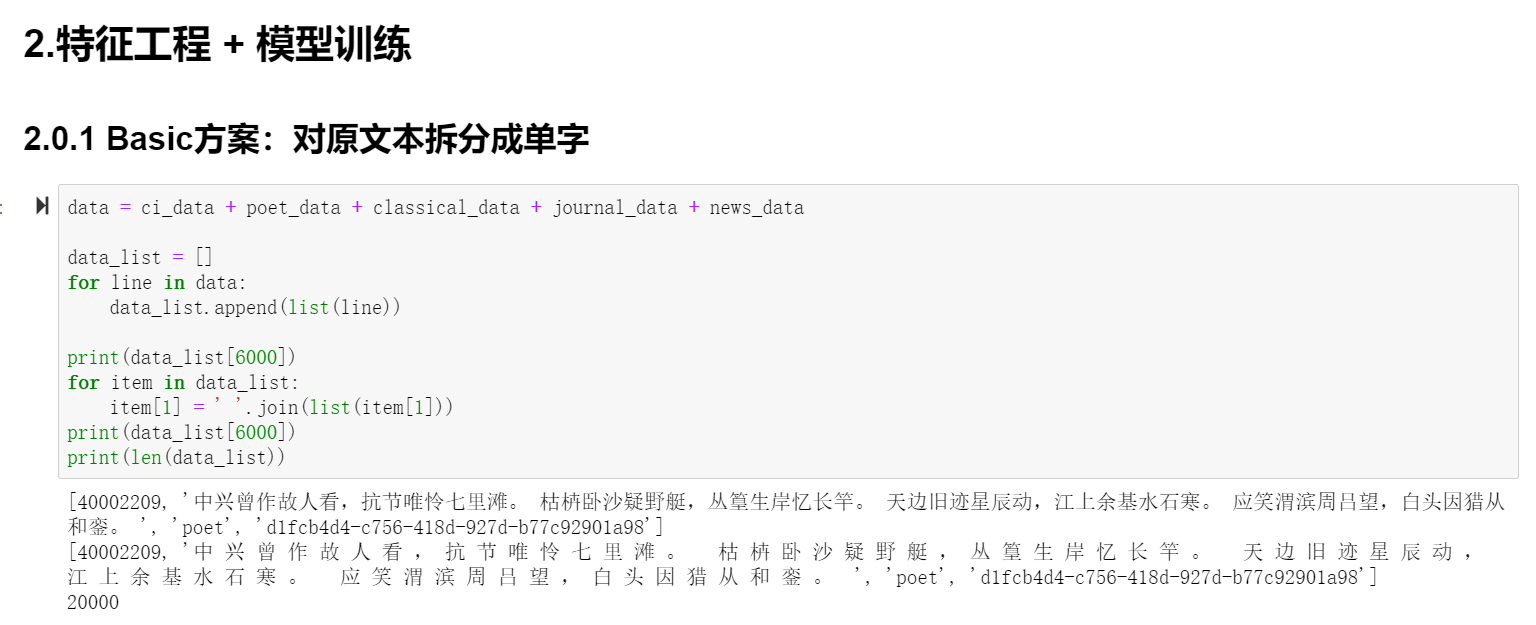 2.特征工程 + 模型训练
2.0.1 Basic方案：对原文本拆分成单字
data = ci_data + poet_data + classical_data + journal_data + news_data
data_list = []
for line in data:
    data_list.append(list(line))
print(data_list[6000])
for item in data_list:
    item[1] = ' '.join(list(item[1]))
print(data_list[6000])
print(len(data_list))
[40002209, '中兴曾作故人看，抗节唯怜七里滩。 枯楠卧沙疑野艇，丛篁生岸忆长竿。 天边旧迹星辰动，江上余基水石寒。 应笑渭滨周吕望，白头因猎从
和銮。 ', 'poet', 'd1fcb4d4-c756-418d-927d-b77c92901a98']
[40002209, '中 兴 曾 作 故 人 看 ， 抗 节 唯 怜 七 里 滩 。   枯 楠 卧 沙 疑 野 艇 ， 丛 篁 生 岸 忆 长 竿 。   天 边 旧 迹 星 辰 动 ，
江 上 余 基 水 石 寒 。   应 笑 渭 滨 周 吕 望 ， 白 头 因 猎 从 和 銮 。  ', 'poet', 'd1fcb4d4-c756-418d-927d-b77c92901a98']
20000